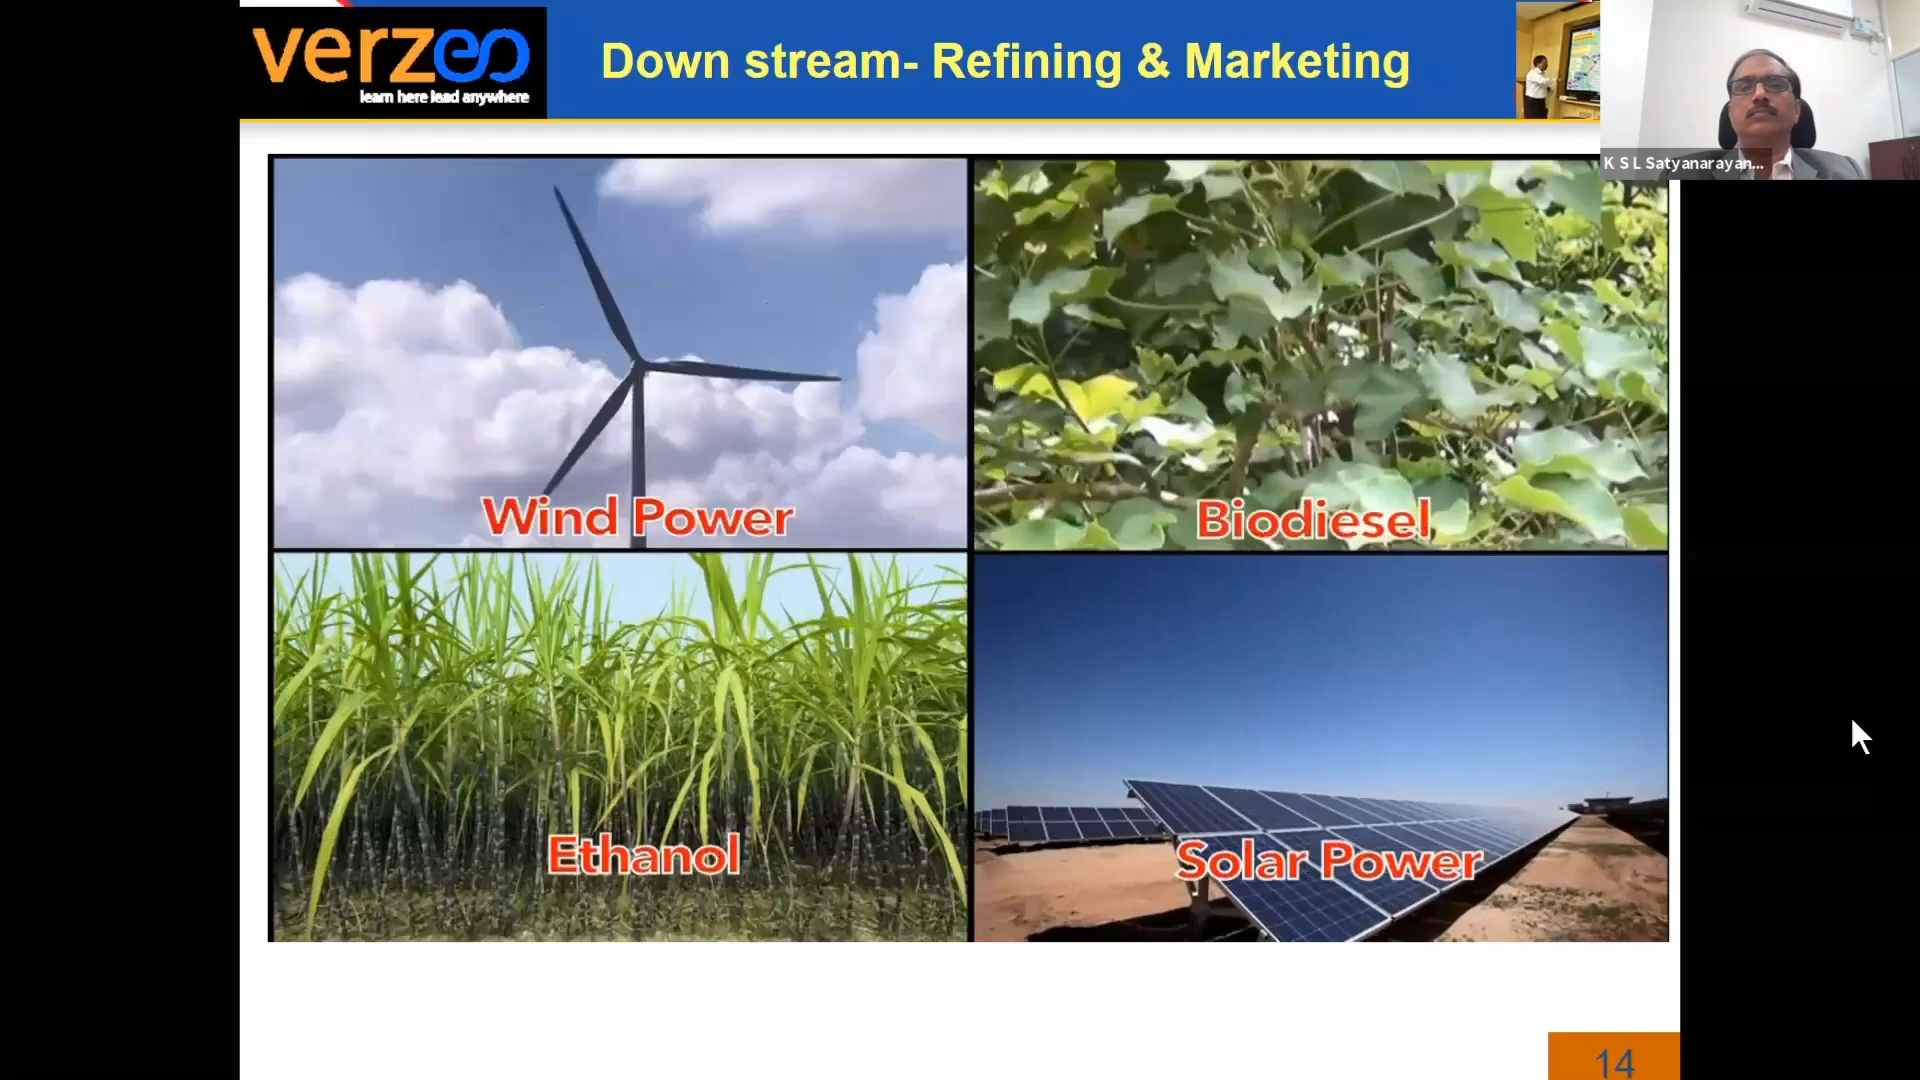 verzeo
learn here lead anywhere
Down stream- Refining & Marketing
K S L Satyanarayan...
Wind Power
Biodiesel
Ethanol
Solar Power
14